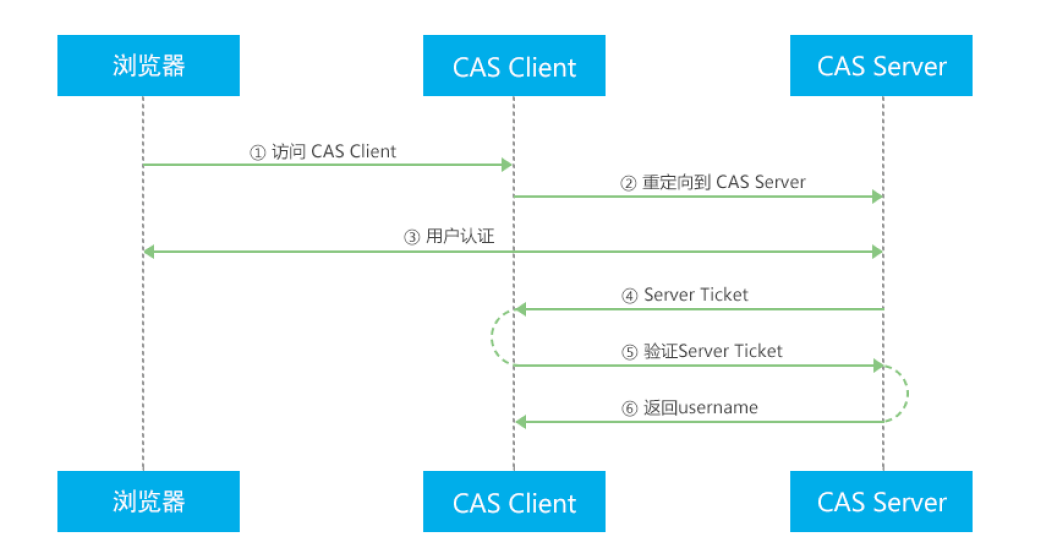 浏览器
CAS Client
CAS Server
① 访问 CAS Client
② 重定向到 CAS Server
③ 用户认证
④ Server Ticket
⑤ 验证Server Ticket
⑥ 返回username
浏览器
CAS Client
CAS Server